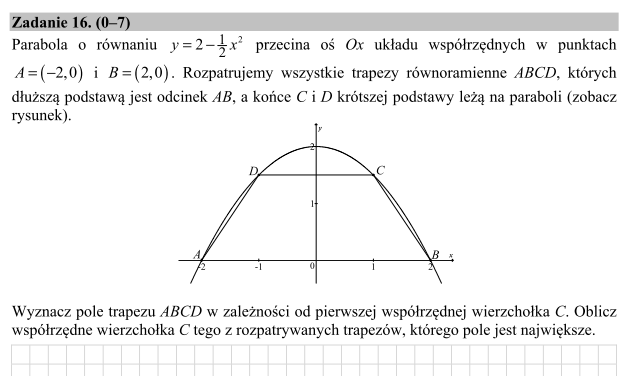 Zadanie 16. (0–7)
Parabola o równaniu y = 2 − 1/2 x² przecina oś Ox układu współrzędnych w punktach
A = (−2, 0) i B = (2, 0). Rozpatrujemy wszystkie trapezy równoramienne ABCD, których
dłuższą podstawą jest odcinek AB, a końce C i D krótszej podstawy leżą na paraboli (zobacz
rysunek).
y
2
D C
1
A B x
-2 -1 0 1 2
Wyznacz pole trapezu ABCD w zależności od pierwszej współrzędnej wierzchołka C. Oblicz
współrzędne wierzchołka C tego z rozpatrywanych trapezów, którego pole jest największe.